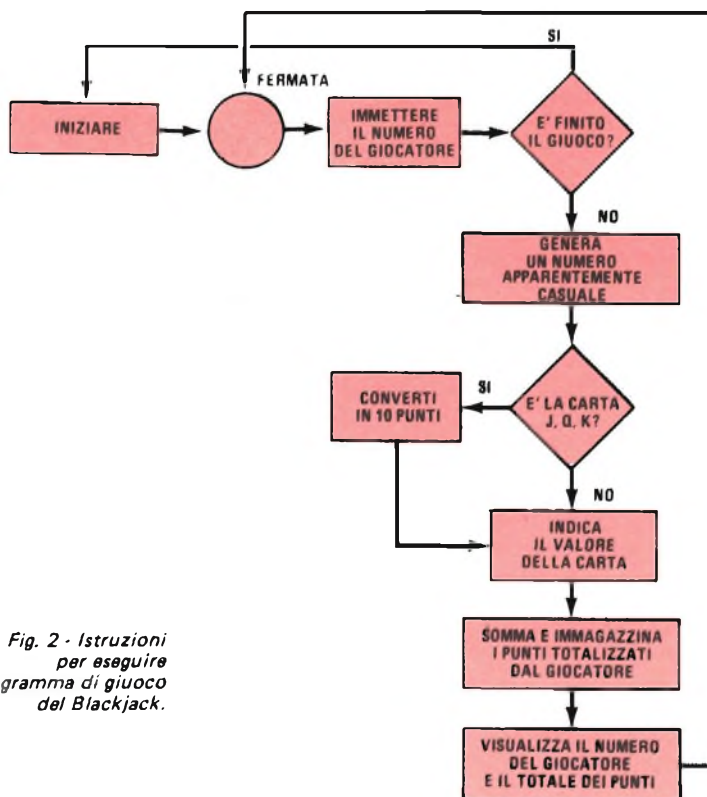 SI
FERMATA
INIZIARE
IMMETTERE
IL NUMERO
DEL GIOCATORE
E' FINITO
IL GIUOCO?
NO
GENERA
UN NUMERO
APPARENTEMENTE
CASUALE
CONVERTI
IN 10 PUNTI
SI
E' LA CARTA
J, Q, K?
NO
INDICA
IL VALORE
DELLA CARTA
SOMMA E IMMAGAZZINA
I PUNTI TOTALIZZATI
DAL GIOCATORE
VISUALIZZA IL NUMERO
DEL GIOCATORE
E IL TOTALE DEI PUNTI
Fig. 2 - Istruzioni
per eseguire
gramma di giuoco
del Blackjack.